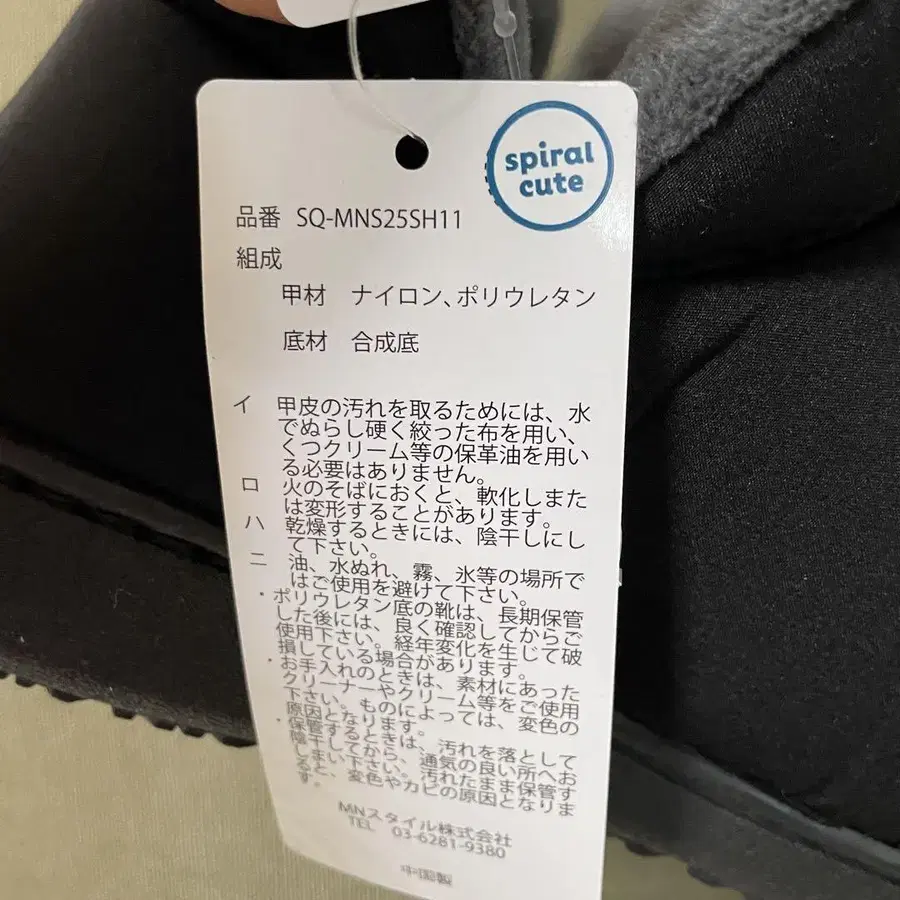 spiral
cute
品番 SQ-MNS25SH11
組成
甲材 ナイロン、ポリウレタン
底材 合成底
イ 甲皮の汚れを取るためには、水
でぬらし硬く絞った布を用い、
くつクリーム等の保革油を用い
る必要はありません。
ロ 火のそばにおくと、軟化しまた
は変形することがあります。
ハ 乾燥するときには、陰干しにし
て下さい。
ニ 油、水ぬれ、霧、氷等の場所で
はご使用を避けて下さい。
・ポリウレタン底の靴は、長期保管
した後には、良く確認してからご
使用下さい。経年変化を生じて破
損している場合があります。
・お手入れのときは、素材にあった
クリーナーやクリーム等をご使用
下さい。ものによっては、変色の
原因となります。
・保管するときは、汚れを落として
陰干してから、通気の良い所へお
しまい下さい。汚れたまま保管す
ると、変色やカビの原因となりま
す。
MNスタイル株式会社
TEL 03-6281-9380